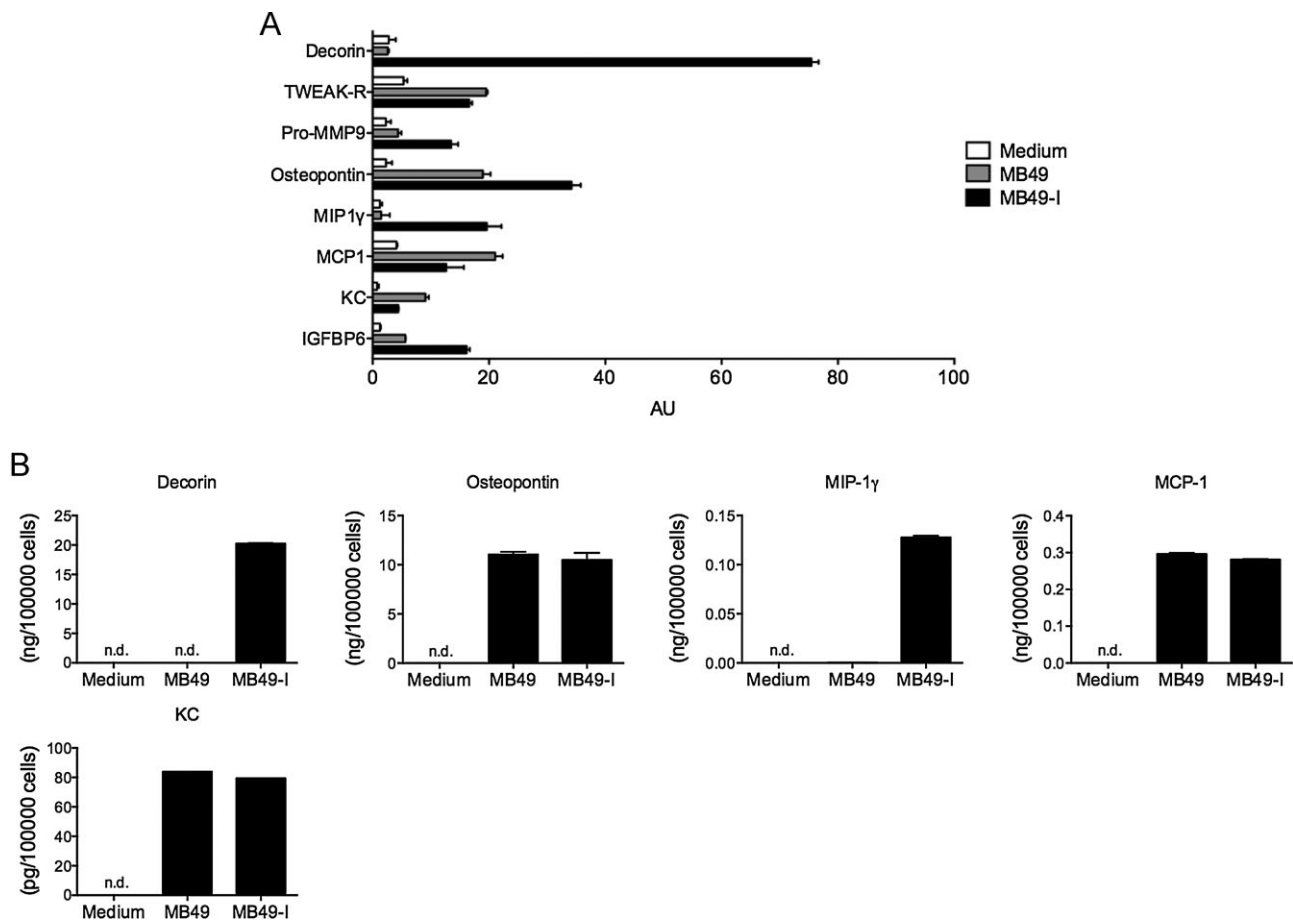 A
Decorin
TWEAK-R
Pro-MMP9
Osteopontin
MIP1γ
MCP1
KC
IGFBP6
0 20 40 60 80 100
AU
Medium
MB49
MB49-I
B
Decorin
(ng/100000 cells)
25
20
15
10
5
0
n.d. n.d.
Medium MB49 MB49-I
Osteopontin
(ng/100000 cellsl)
15
10
5
0
n.d.
Medium MB49 MB49-I
MIP-1γ
(ng/100000 cells)
0.15
0.10
0.05
0.00
n.d.
Medium MB49 MB49-I
MCP-1
(ng/100000 cells)
0.4
0.3
0.2
0.1
0.0
n.d.
Medium MB49 MB49-I
KC
(pg/100000 cells)
100
80
60
40
20
0
n.d.
Medium MB49 MB49-I